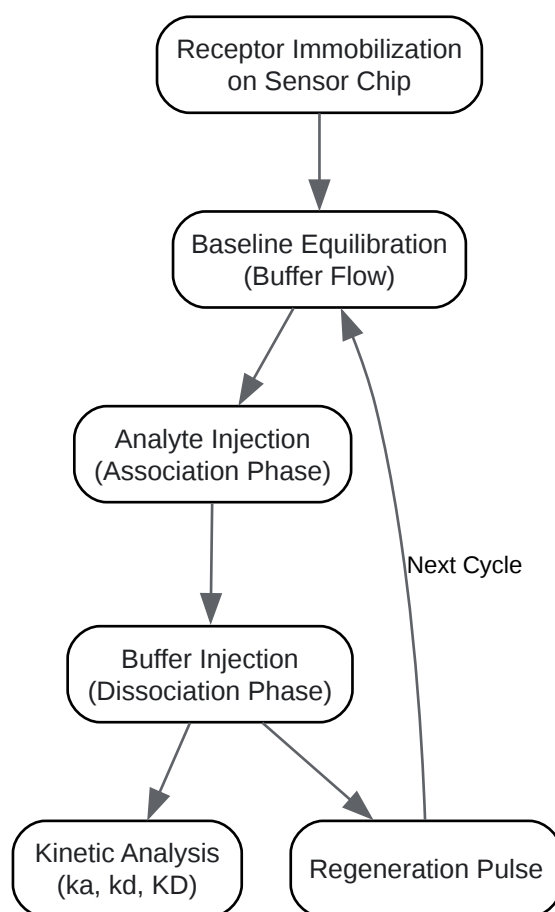 Receptor Immobilization
on Sensor Chip
Baseline Equilibration
(Buffer Flow)
Analyte Injection
(Association Phase)
Next Cycle
Buffer Injection
(Dissociation Phase)
Kinetic Analysis
(ka, kd, KD)
Regeneration Pulse